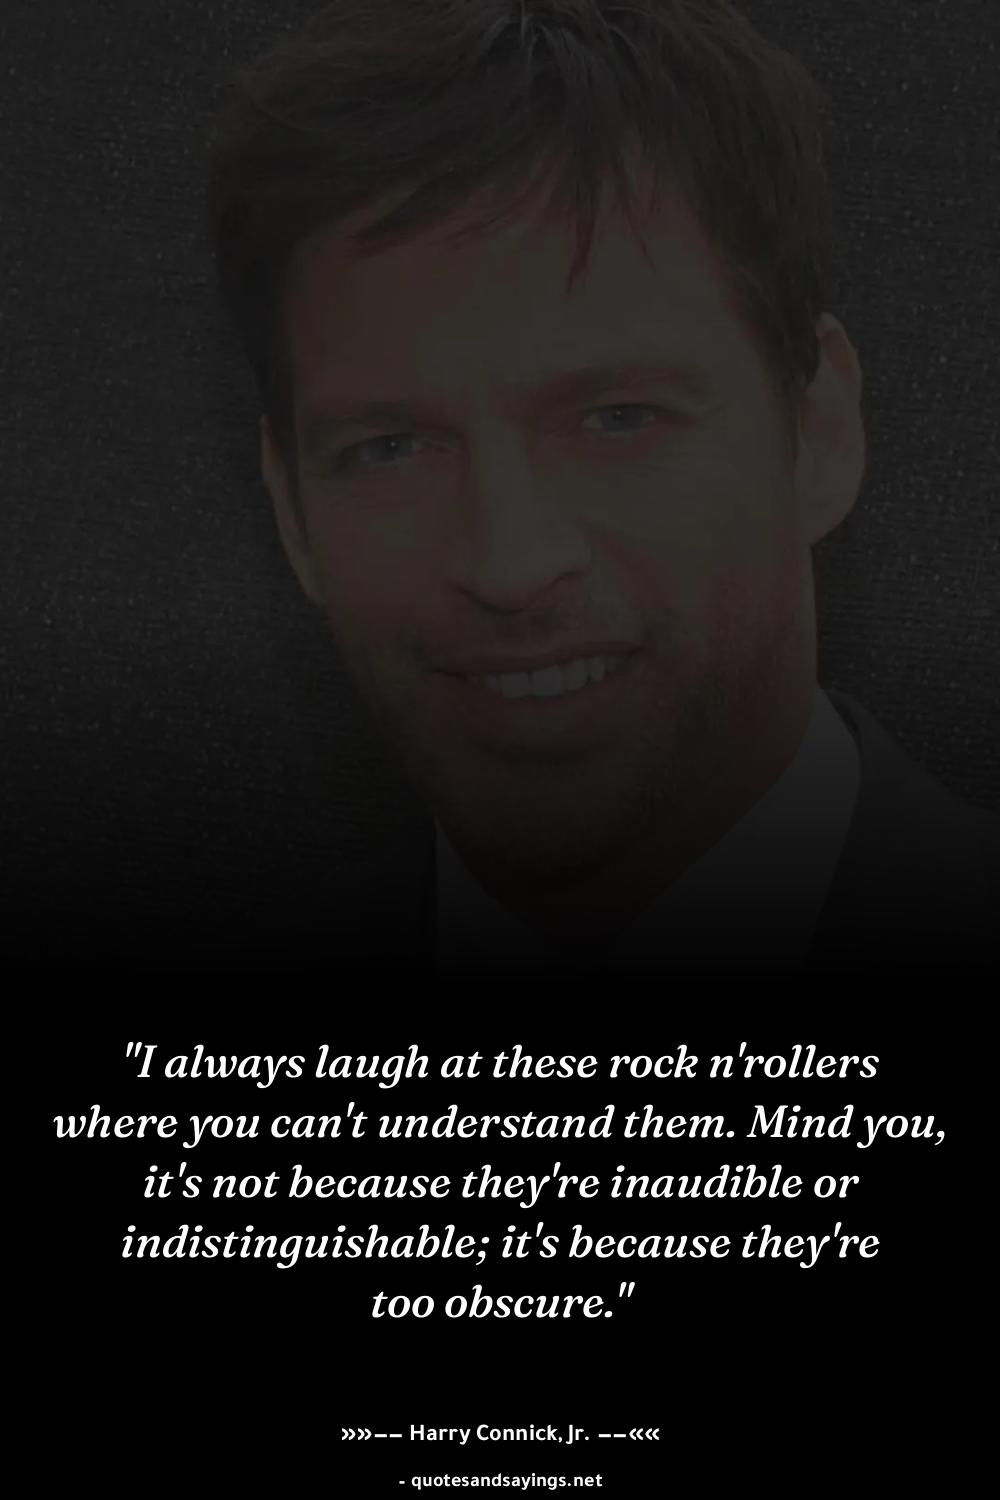 "I always laugh at these rock n'rollers
where you can't understand them. Mind you,
it's not because they're inaudible or
indistinguishable; it's because they're
too obscure."
»»−− Harry Connick, Jr. −−««
- quotesandsayings.net